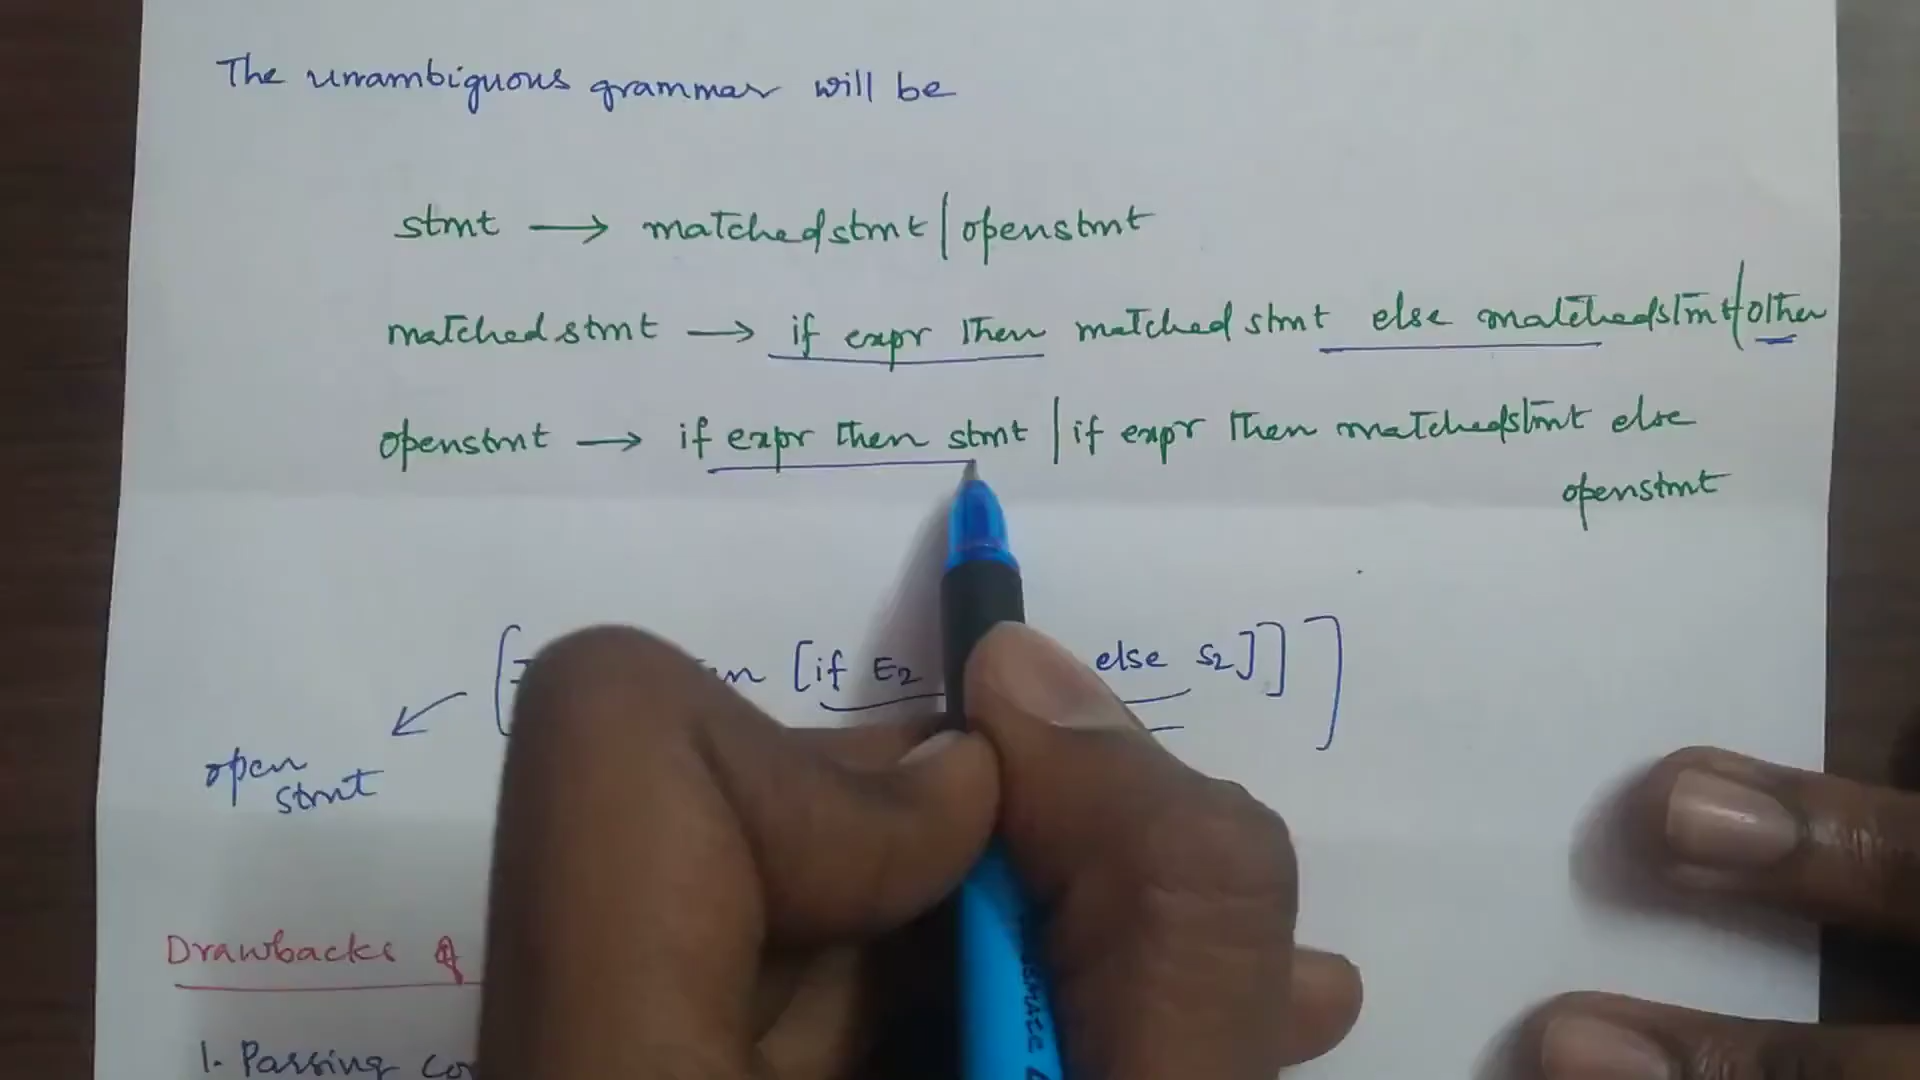 The unambiguous grammar will be
stmt → matchedstmt | openstmt
matchedstmt → if expr then matchedstmt else matchedstmt | other
openstmt → if expr then stmt | if expr then matchedstmt else
openstmt
[if E2 else S2]]]
open
stmt
Drawbacks of
1. Passing